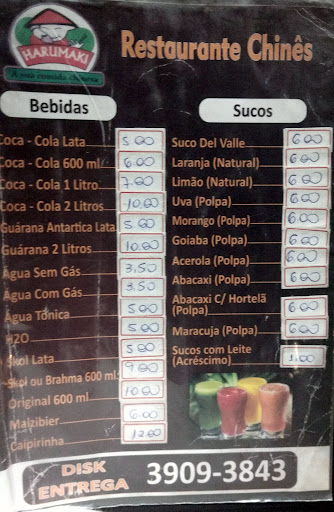 HARUMAKI
A sua comida chinesa
Restaurante Chinês
Bebidas
Coca - Cola Lata 5,00
Coca - Cola 600 ml 6,00
Coca - Cola 1 Litro 7,00
Coca - Cola 2 Litros 10,00
Guárana Antartica Lata 5,00
Guárana 2 Litros 10,00
Água Sem Gás 3,50
Água Com Gás 3,50
Água Tônica 5,00
H2O 5,00
Skol Lata 5,00
Skol ou Brahma 600 ml 9,00
Original 600 ml 10,00
Malzibier 6,00
Caipirinha 12,00
Sucos
Suco Del Valle 6,00
Laranja (Natural) 6,00
Limão (Natural) 6,00
Uva (Polpa) 6,00
Morango (Polpa) 6,00
Goiaba (Polpa) 6,00
Acerola (Polpa) 6,00
Abacaxi (Polpa) 6,00
Abacaxi C/ Hortelã
(Polpa) 6,00
Maracuja (Polpa) 6,00
Sucos com Leite
(Acréscimo) 1,00
DISK
ENTREGA
3909-3843